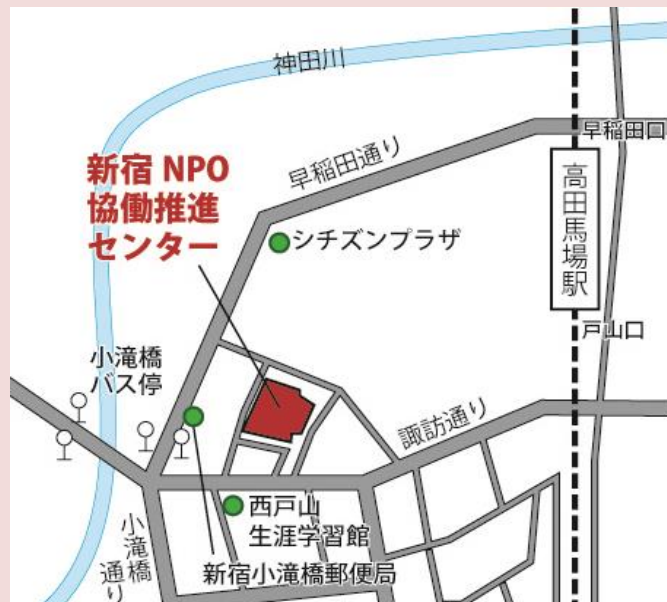 神田川
早稲田通り
早稲田口
新宿 NPO
協働推進
センター
シチズンプラザ
高田馬場駅
戸山口
小滝橋
バス停
諏訪通り
西戸山
生涯学習館
小滝橋
通り
新宿小滝橋郵便局